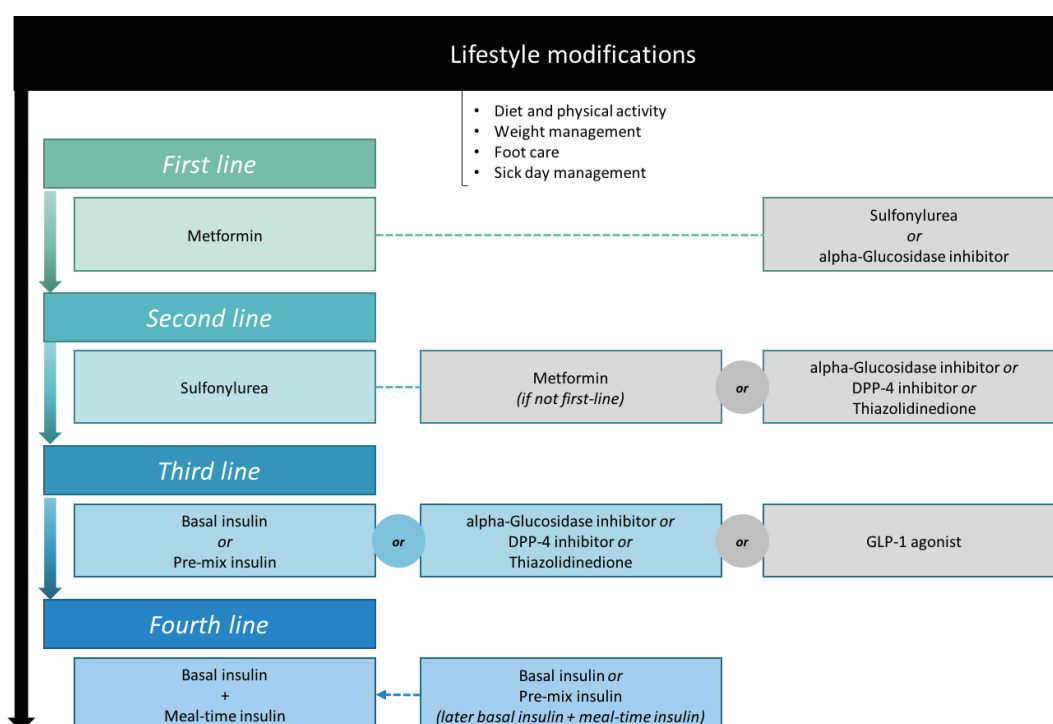 Lifestyle modifications
• Diet and physical activity
• Weight management
• Foot care
• Sick day management
First line
Metformin
Sulfonylurea
or
alpha-Glucosidase inhibitor
Second line
Sulfonylurea
Metformin
(if not first-line)
or
alpha-Glucosidase inhibitor or
DPP-4 inhibitor or
Thiazolidinedione
Third line
Basal insulin
or
Pre-mix insulin
or
alpha-Glucosidase inhibitor or
DPP-4 inhibitor or
Thiazolidinedione
or
GLP-1 agonist
Fourth line
Basal insulin
+
Meal-time insulin
Basal insulin or
Pre-mix insulin
(later basal insulin + meal-time insulin)